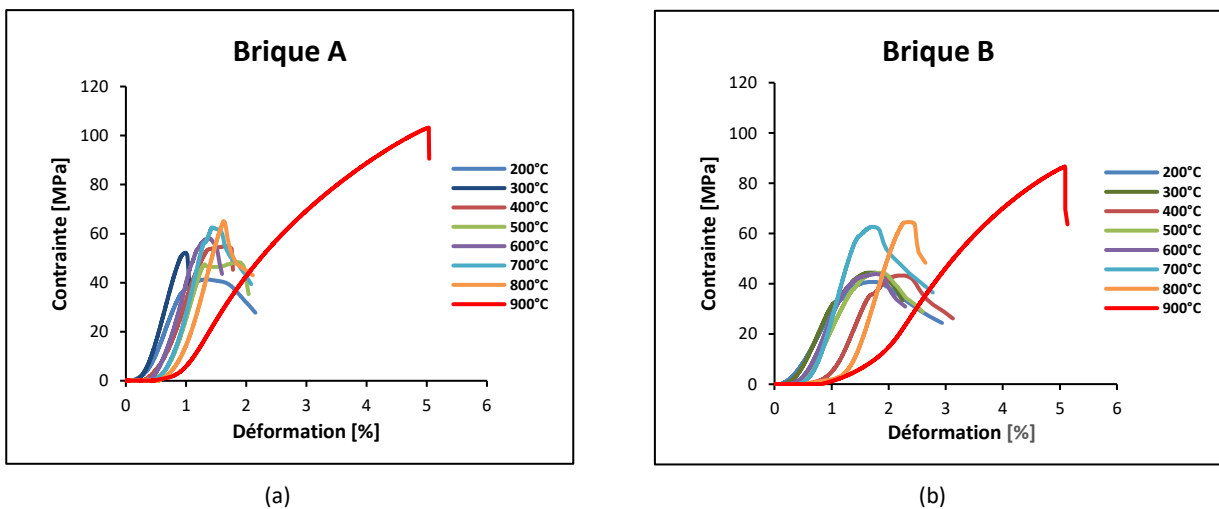 Brique A
120
100
80
60
40
20
0
0 1 2 3 4 5 6
Contrainte [MPa]
Déformation [%]
200°C
300°C
400°C
500°C
600°C
700°C
800°C
900°C
(a)
Brique B
120
100
80
60
40
20
0
0 1 2 3 4 5 6
Contrainte [MPa]
Déformation [%]
200°C
300°C
400°C
500°C
600°C
700°C
800°C
900°C
(b)